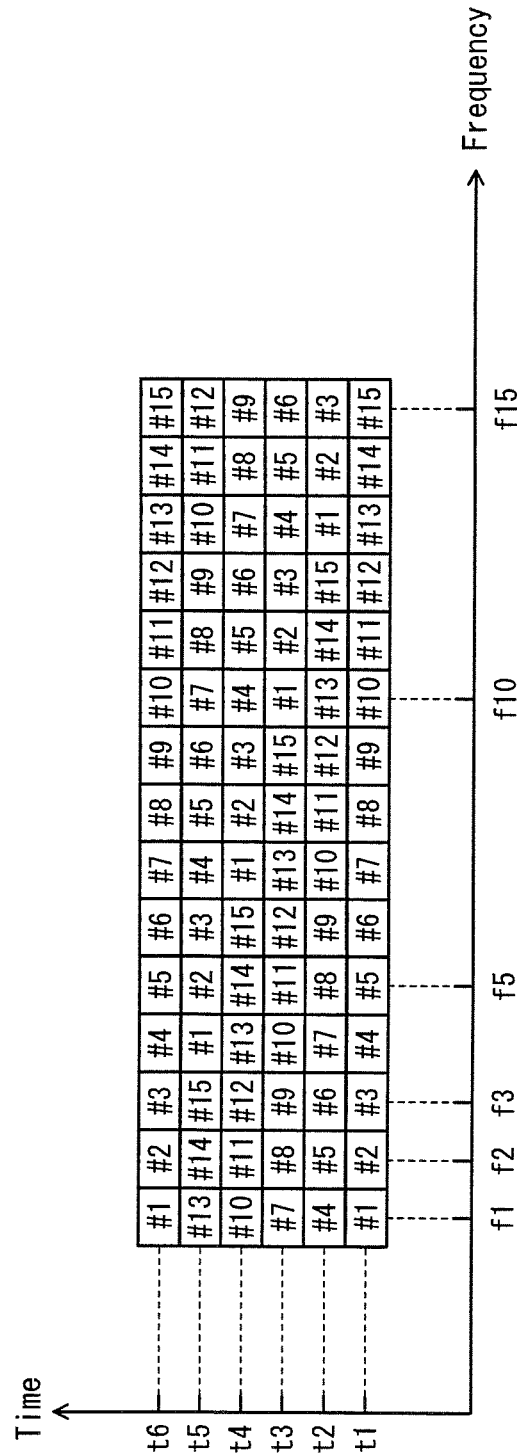 Time
t6 #1 #2 #3 #4 #5 #6 #7 #8 #9 #10 #11 #12 #13 #14 #15
t5 #13 #14 #15 #1 #2 #3 #4 #5 #6 #7 #8 #9 #10 #11 #12
t4 #10 #11 #12 #13 #14 #15 #1 #2 #3 #4 #5 #6 #7 #8 #9
t3 #7 #8 #9 #10 #11 #12 #13 #14 #15 #1 #2 #3 #4 #5 #6
t2 #4 #5 #6 #7 #8 #9 #10 #11 #12 #13 #14 #15 #1 #2 #3
t1 #1 #2 #3 #4 #5 #6 #7 #8 #9 #10 #11 #12 #13 #14 #15
Frequency
f1 f2 f3 f5 f10 f15